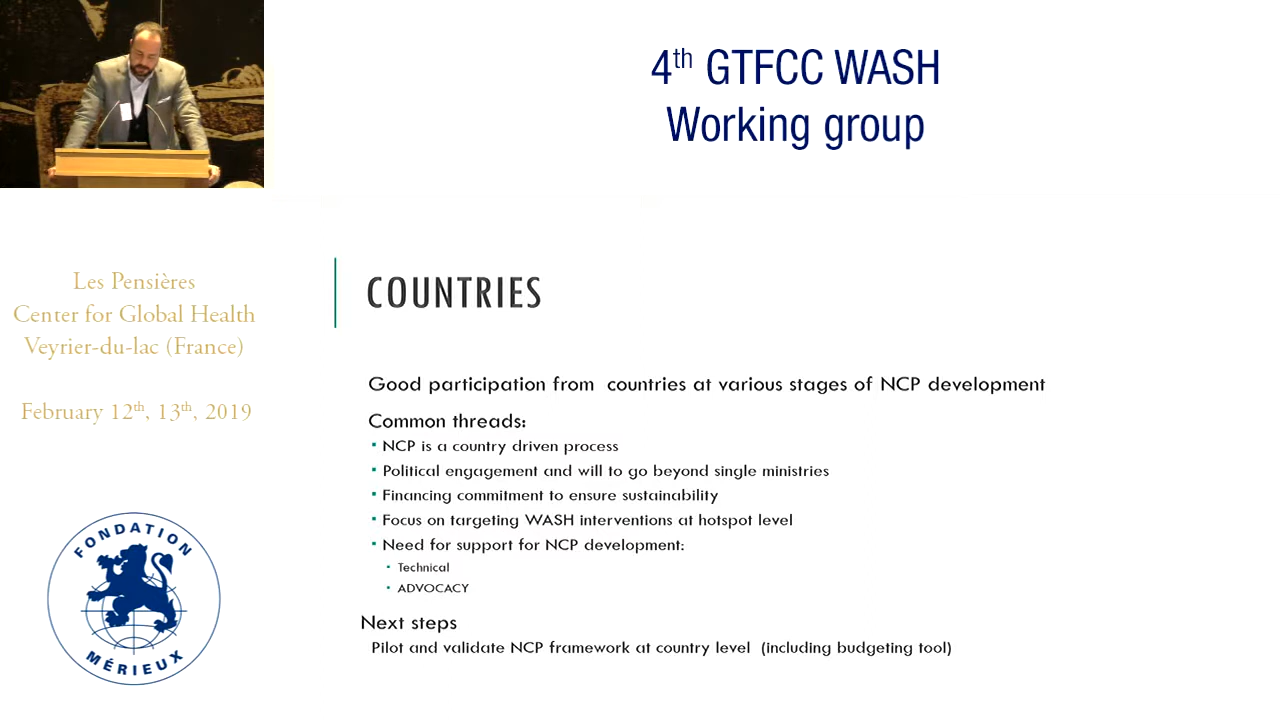 4th GTFCC WASH
Working group
Les Pensières
Center for Global Health
Veyrier-du-lac (France)
February 12th, 13th, 2019
FONDATION
MÉRIEUX
COUNTRIES
Good participation from  countries at various stages of NCP development
Common threads:
▪ NCP is a country driven process
▪ Political engagement and will to go beyond single ministries
▪ Financing commitment to ensure sustainability
▪ Focus on targeting WASH interventions at hotspot level
▪ Need for support for NCP development:
▪ Technical
▪ ADVOCACY
Next steps
Pilot and validate NCP framework at country level  (including budgeting tool)